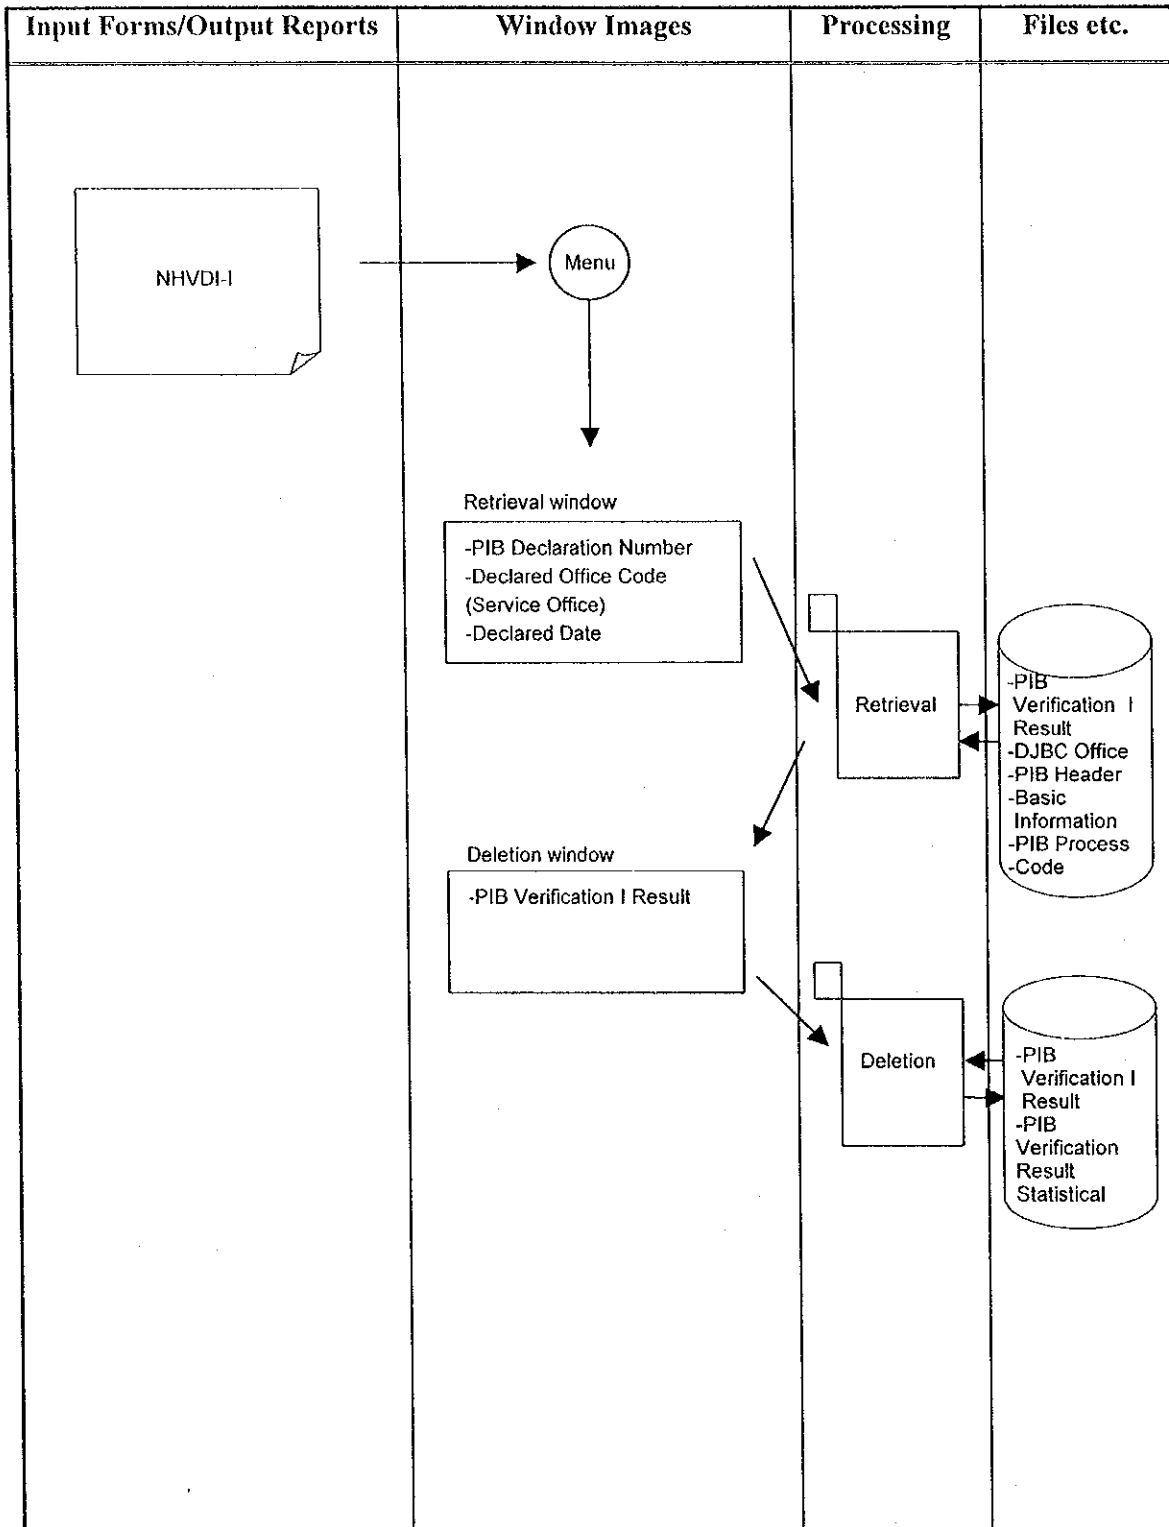 Input Forms/Output Reports
Window Images
Processing
Files etc.
NHVDI-I
Menu
Retrieval window
-PIB Declaration Number
-Declared Office Code
(Service Office)
-Declared Date
Retrieval
-PIB
Verification I
Result
-DJBC Office
-PIB Header
-Basic
Information
-PIB Process
-Code
Deletion window
-PIB Verification I Result
Deletion
-PIB
Verification I
Result
-PIB
Verification
Result
Statistical